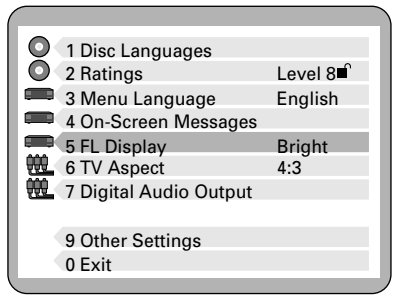 1 Disc Languages
2 Ratings Level 8
3 Menu Language English
4 On-Screen Messages
5 FL Display Bright
6 TV Aspect 4:3
7 Digital Audio Output
9 Other Settings
0 Exit